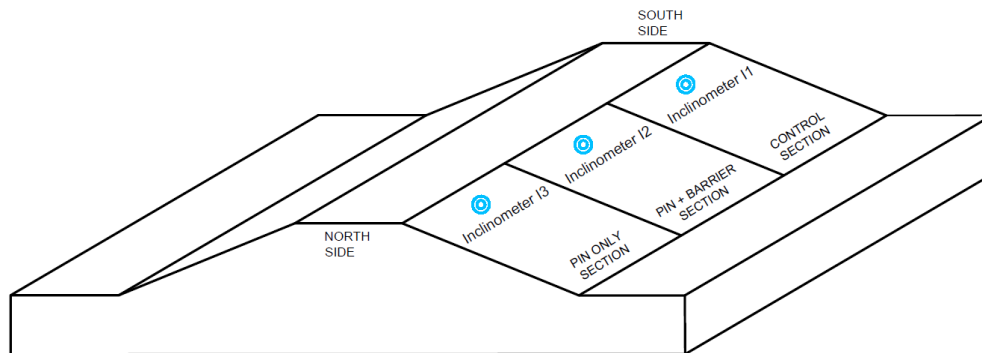 SOUTH
SIDE
Inclinometer I1
CONTROL
SECTION
Inclinometer I2
PIN + BARRIER
SECTION
Inclinometer I3
PIN ONLY
SECTION
NORTH
SIDE